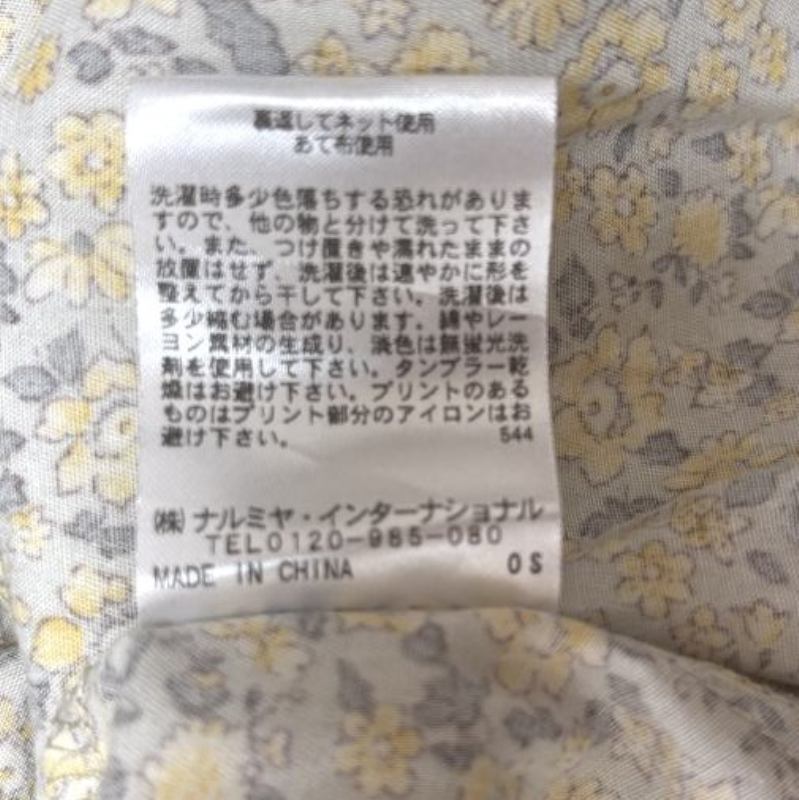 裏返してネット使用
あて布使用
洗濯時多少色落ちする恐れがありま
すので、他の物と分けて洗って下さ
い。また、つけ置きや濡れたままの
放置はせず、洗濯後は速やかに形を
整えてから干して下さい。洗濯後は
多少縮む場合があります。綿やレー
ヨン素材の生成り、淡色は無蛍光洗
剤を使用して下さい。タンブラー乾
燥はお避け下さい。プリントのある
ものはプリント部分のアイロンはお
避け下さい。 544
(株)ナルミヤ・インターナショナル
TEL0120-985-080
MADE IN CHINA 0S